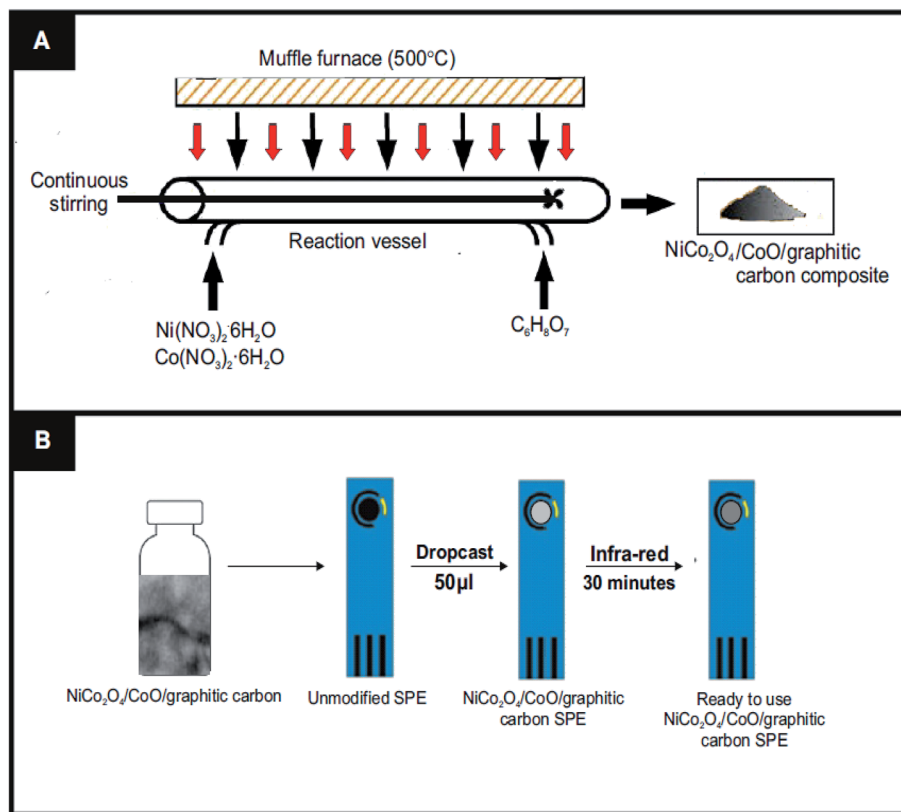 A
Muffle furnace (500°C)
Continuous
stirring
Reaction vessel
NiCo₂O₄/CoO/graphitic
carbon composite
Ni(NO₃)₂·6H₂O
Co(NO₃)₂·6H₂O
C₆H₈O₇
B
Dropcast
50µl
Infra-red
30 minutes
NiCo₂O₄/CoO/graphitic carbon
Unmodified SPE
NiCo₂O₄/CoO/graphitic
carbon SPE
Ready to use
NiCo₂O₄/CoO/graphitic
carbon SPE